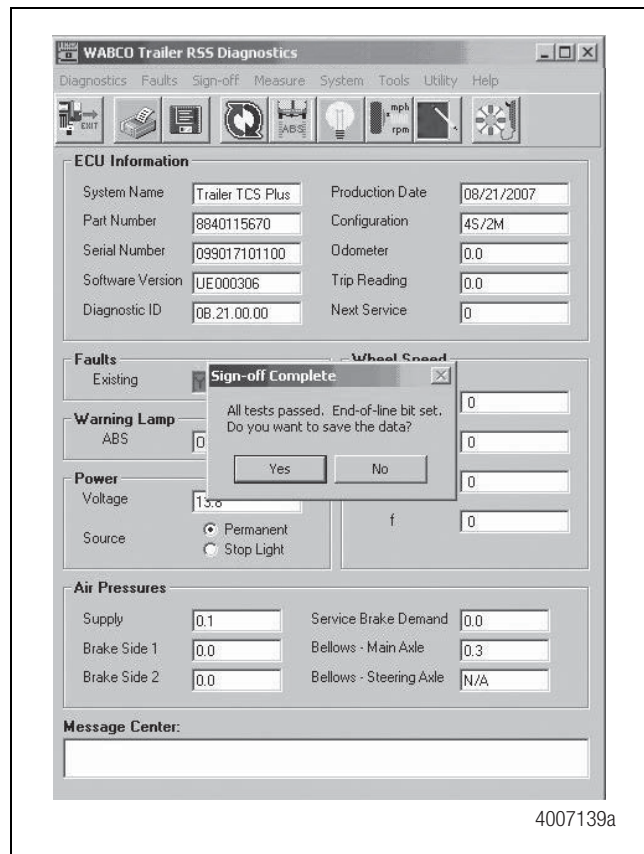 WABCO Trailer RSS Diagnostics
Diagnostics Faults Sign-off Measure System Tools Utility Help
EXIT ABS mph
rpm
ECU Information
System Name Trailer TCS Plus Production Date 08/21/2007
Part Number 8840115670 Configuration 4S/2M
Serial Number 099017101100 Odometer 0.0
Software Version UE000306 Trip Reading 0.0
Diagnostic ID 0B.21.00.00 Next Service 0
Faults Wheel Speed
Existing Y Sign-off Complete
All tests passed. End-of-line bit set. 0
Do you want to save the data?
Warning Lamp
ABS O 0
Yes No
Power 0
Voltage 13.8
f 0
Source Permanent
Stop Light
Air Pressures
Supply 0.1 Service Brake Demand 0.0
Brake Side 1 0.0 Bellows - Main Axle 0.3
Brake Side 2 0.0 Bellows - Steering Axle N/A
Message Center:
4007139a